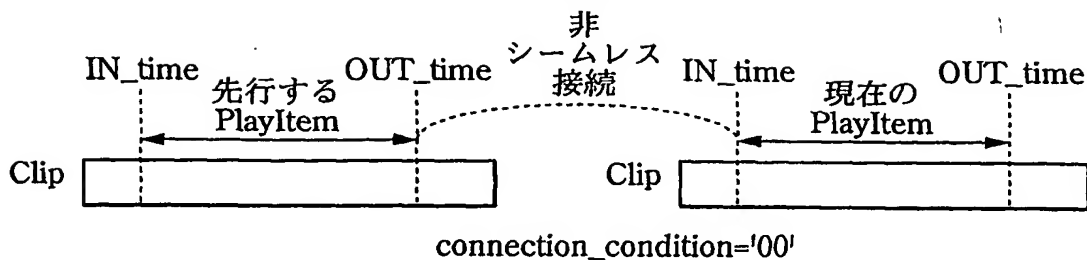 IN_time
先行する
PlayItem
OUT_time
非
シームレス
接続
IN_time
現在の
PlayItem
OUT_time
Clip
Clip
connection_condition='00'